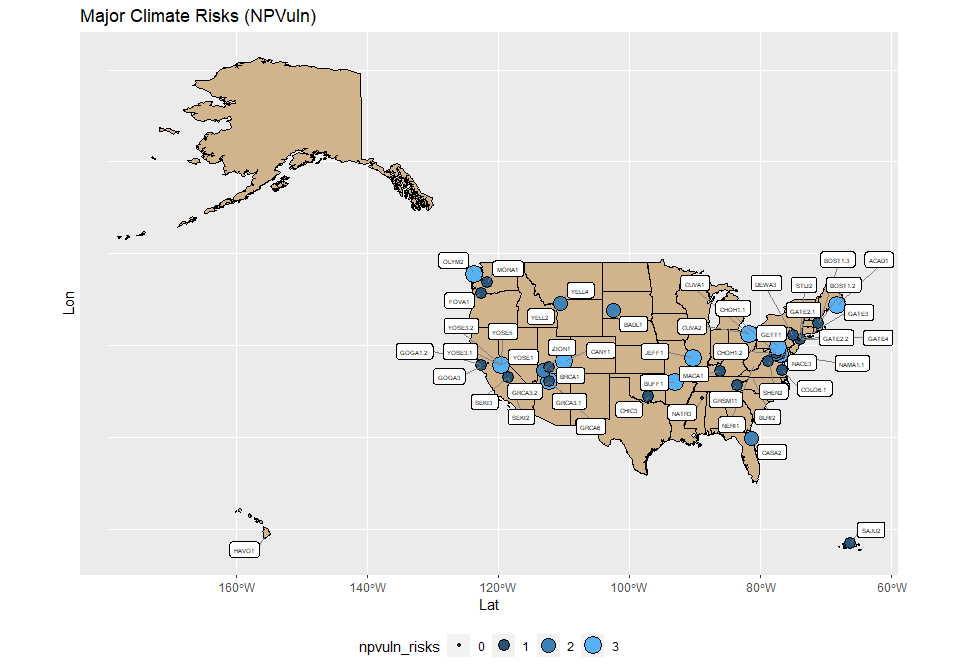 Major Climate Risks (NPVuln)
BOST1.3
ACAD1
OLYM2
MORA1
CUVA1
DEWA3
STLI2
BOST1.2
YELL4
FOVA1
CHOH1.1
GATE2.1
GATE3
YELL2
BADL1
YOSE3.2
YOSE5
CUVA2
GETT1
GATE2.2
GATE4
GOGA1.2
YOSE3.1
YOSE1
ZION1
CANY1
JEFF1
CHOH1.2
NACE3
NAMA1.1
GOGA3
BRCA1
BUFF1
MACA1
SEKI3
GRCA3.2
GRCA3.1
SHEN2
COLO6.1
SEKI2
CHIC3
NATR3
GRSM11
BLRI2
GRCA6
NERI1
CASA2
HAVO1
SAJU2
Lon
160°W
140°W
120°W
100°W
80°W
60°W
Lat
npvuln_risks
0
1
2
3